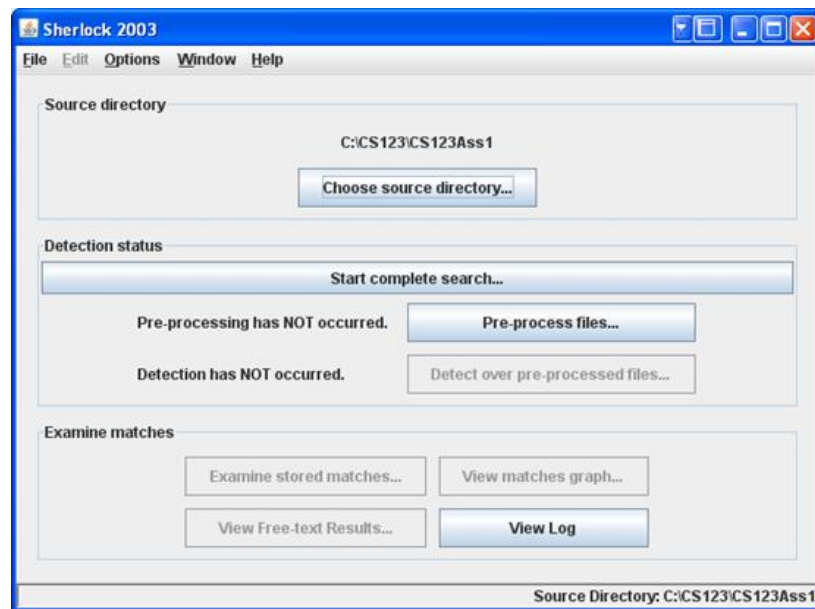 Sherlock 2003
File Edit Options Window Help
Source directory
C:\CS123\CS123Ass1
Choose source directory...
Detection status
Start complete search...
Pre-processing has NOT occurred. Pre-process files...
Detection has NOT occurred. Detect over pre-processed files...
Examine matches
Examine stored matches... View matches graph...
View Free-text Results... View Log
Source Directory: C:\CS123\CS123Ass1